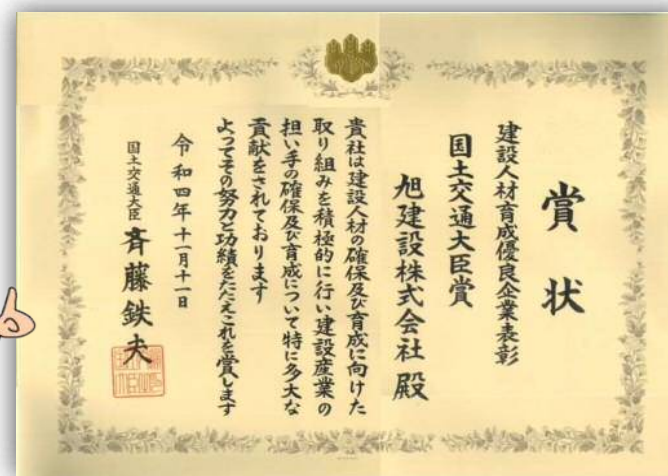 賞状
建設人材育成優良企業表彰
国土交通大臣賞
旭建設株式会社殿
貴社は建設人材の確保及び育成に向けた
取り組みを積極的に行い建設産業の
担い手の確保及び育成について特に多大な
貢献をされております
よってその努力と功績をたたえこれを賞します
令和四年十一月十一日
国土交通大臣 斉藤鉄夫